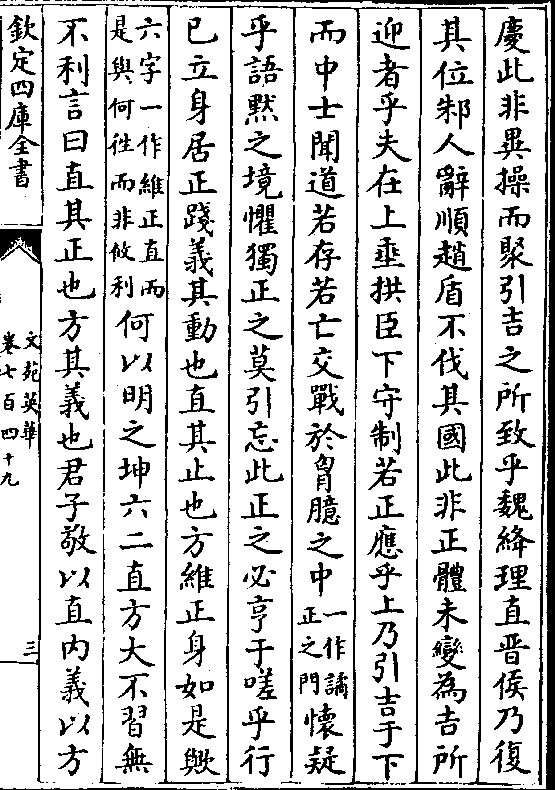 慶此非異操而聚引吉之所致乎魏絳理直晋侯乃復
其位邾人辭順趙盾不伐其國此非正體未變為吉所
迎者乎夫在上垂拱臣下守制若正應乎上乃引吉于下
而中士聞道若存若亡交戰於胷臆之中一作譎正之門懷疑
乎語默之境懼獨正之莫引忘此正之必亨于嗟乎行
已立身居正踐義其動也直其止也方維正身如是歟
六字一作維正直而是與何徃而非攸利何以明之坤六二直方大不習無
不利言曰直其正也方其義也君子敬以直内義以方
欽定四庫全書
文苑英華
卷七百四十九
三